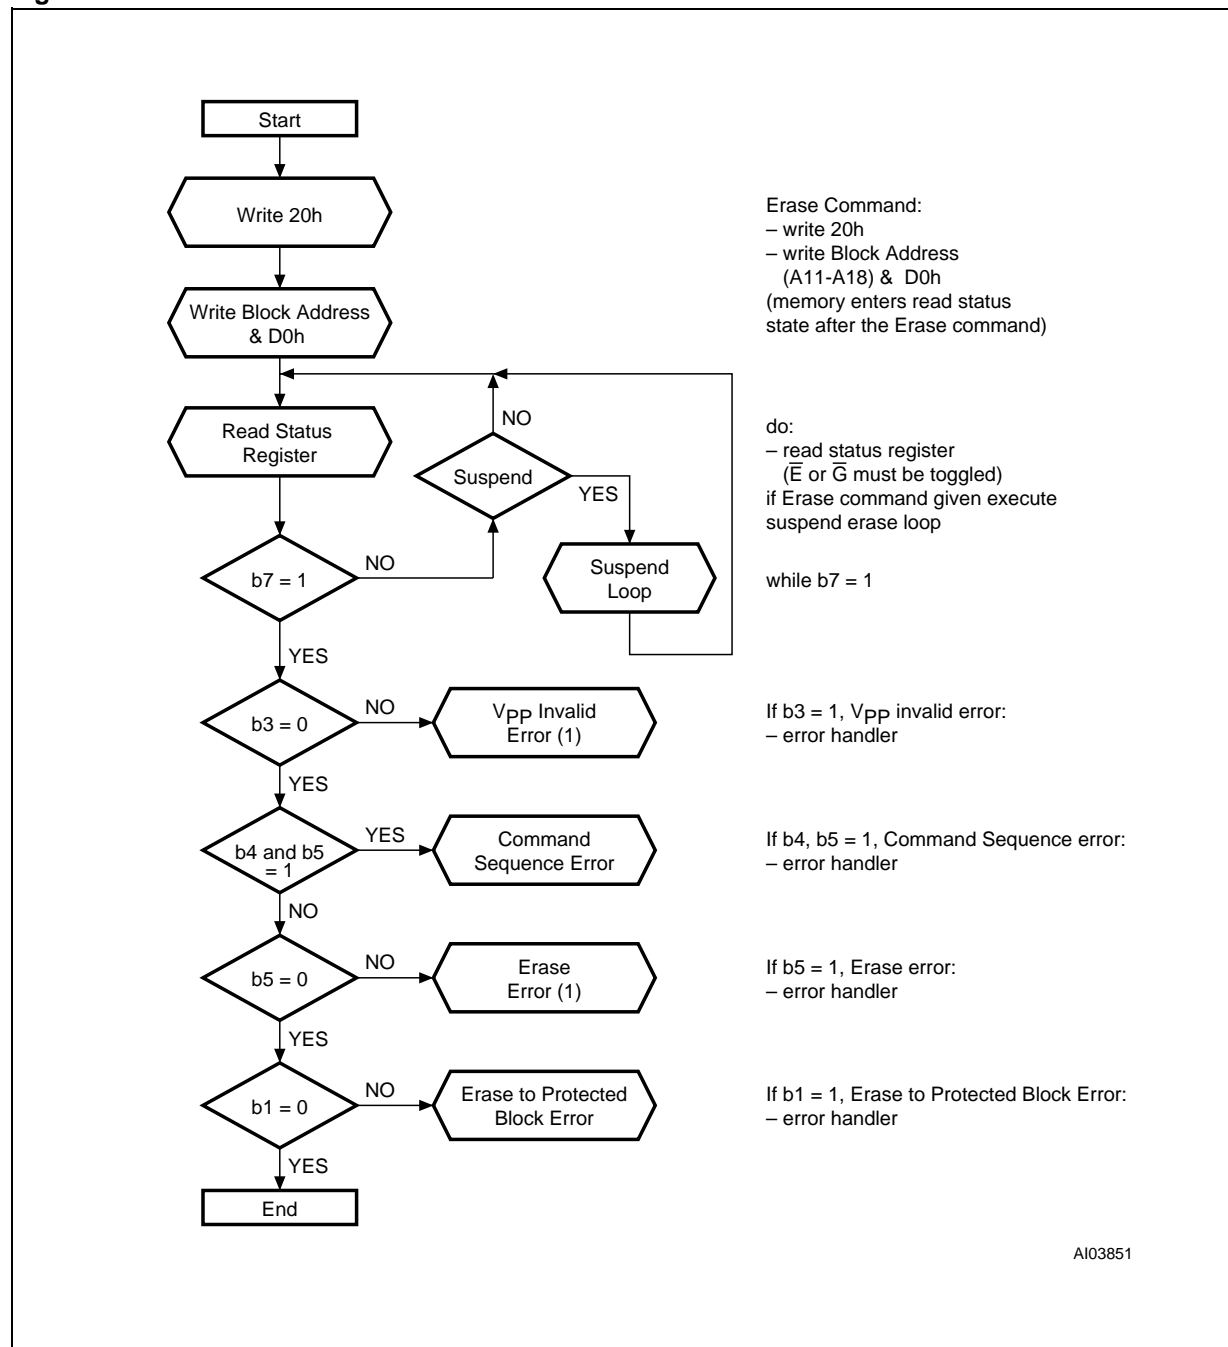 Start
Write 20h
Erase Command:
– write 20h
– write Block Address
(A11-A18) & D0h
(memory enters read status
state after the Erase command)
Write Block Address
& D0h
NO
Read Status
Register
Suspend
YES
do:
– read status register
(E̅ or G̅ must be toggled)
if Erase command given execute
suspend erase loop
b7 = 1
NO
Suspend
Loop
while b7 = 1
YES
b3 = 0
NO
VPP Invalid
Error (1)
If b3 = 1, VPP invalid error:
– error handler
YES
b4 and b5
= 1
YES
Command
Sequence Error
If b4, b5 = 1, Command Sequence error:
– error handler
NO
b5 = 0
NO
Erase
Error (1)
If b5 = 1, Erase error:
– error handler
YES
b1 = 0
NO
Erase to Protected
Block Error
If b1 = 1, Erase to Protected Block Error:
– error handler
YES
End
AI03851